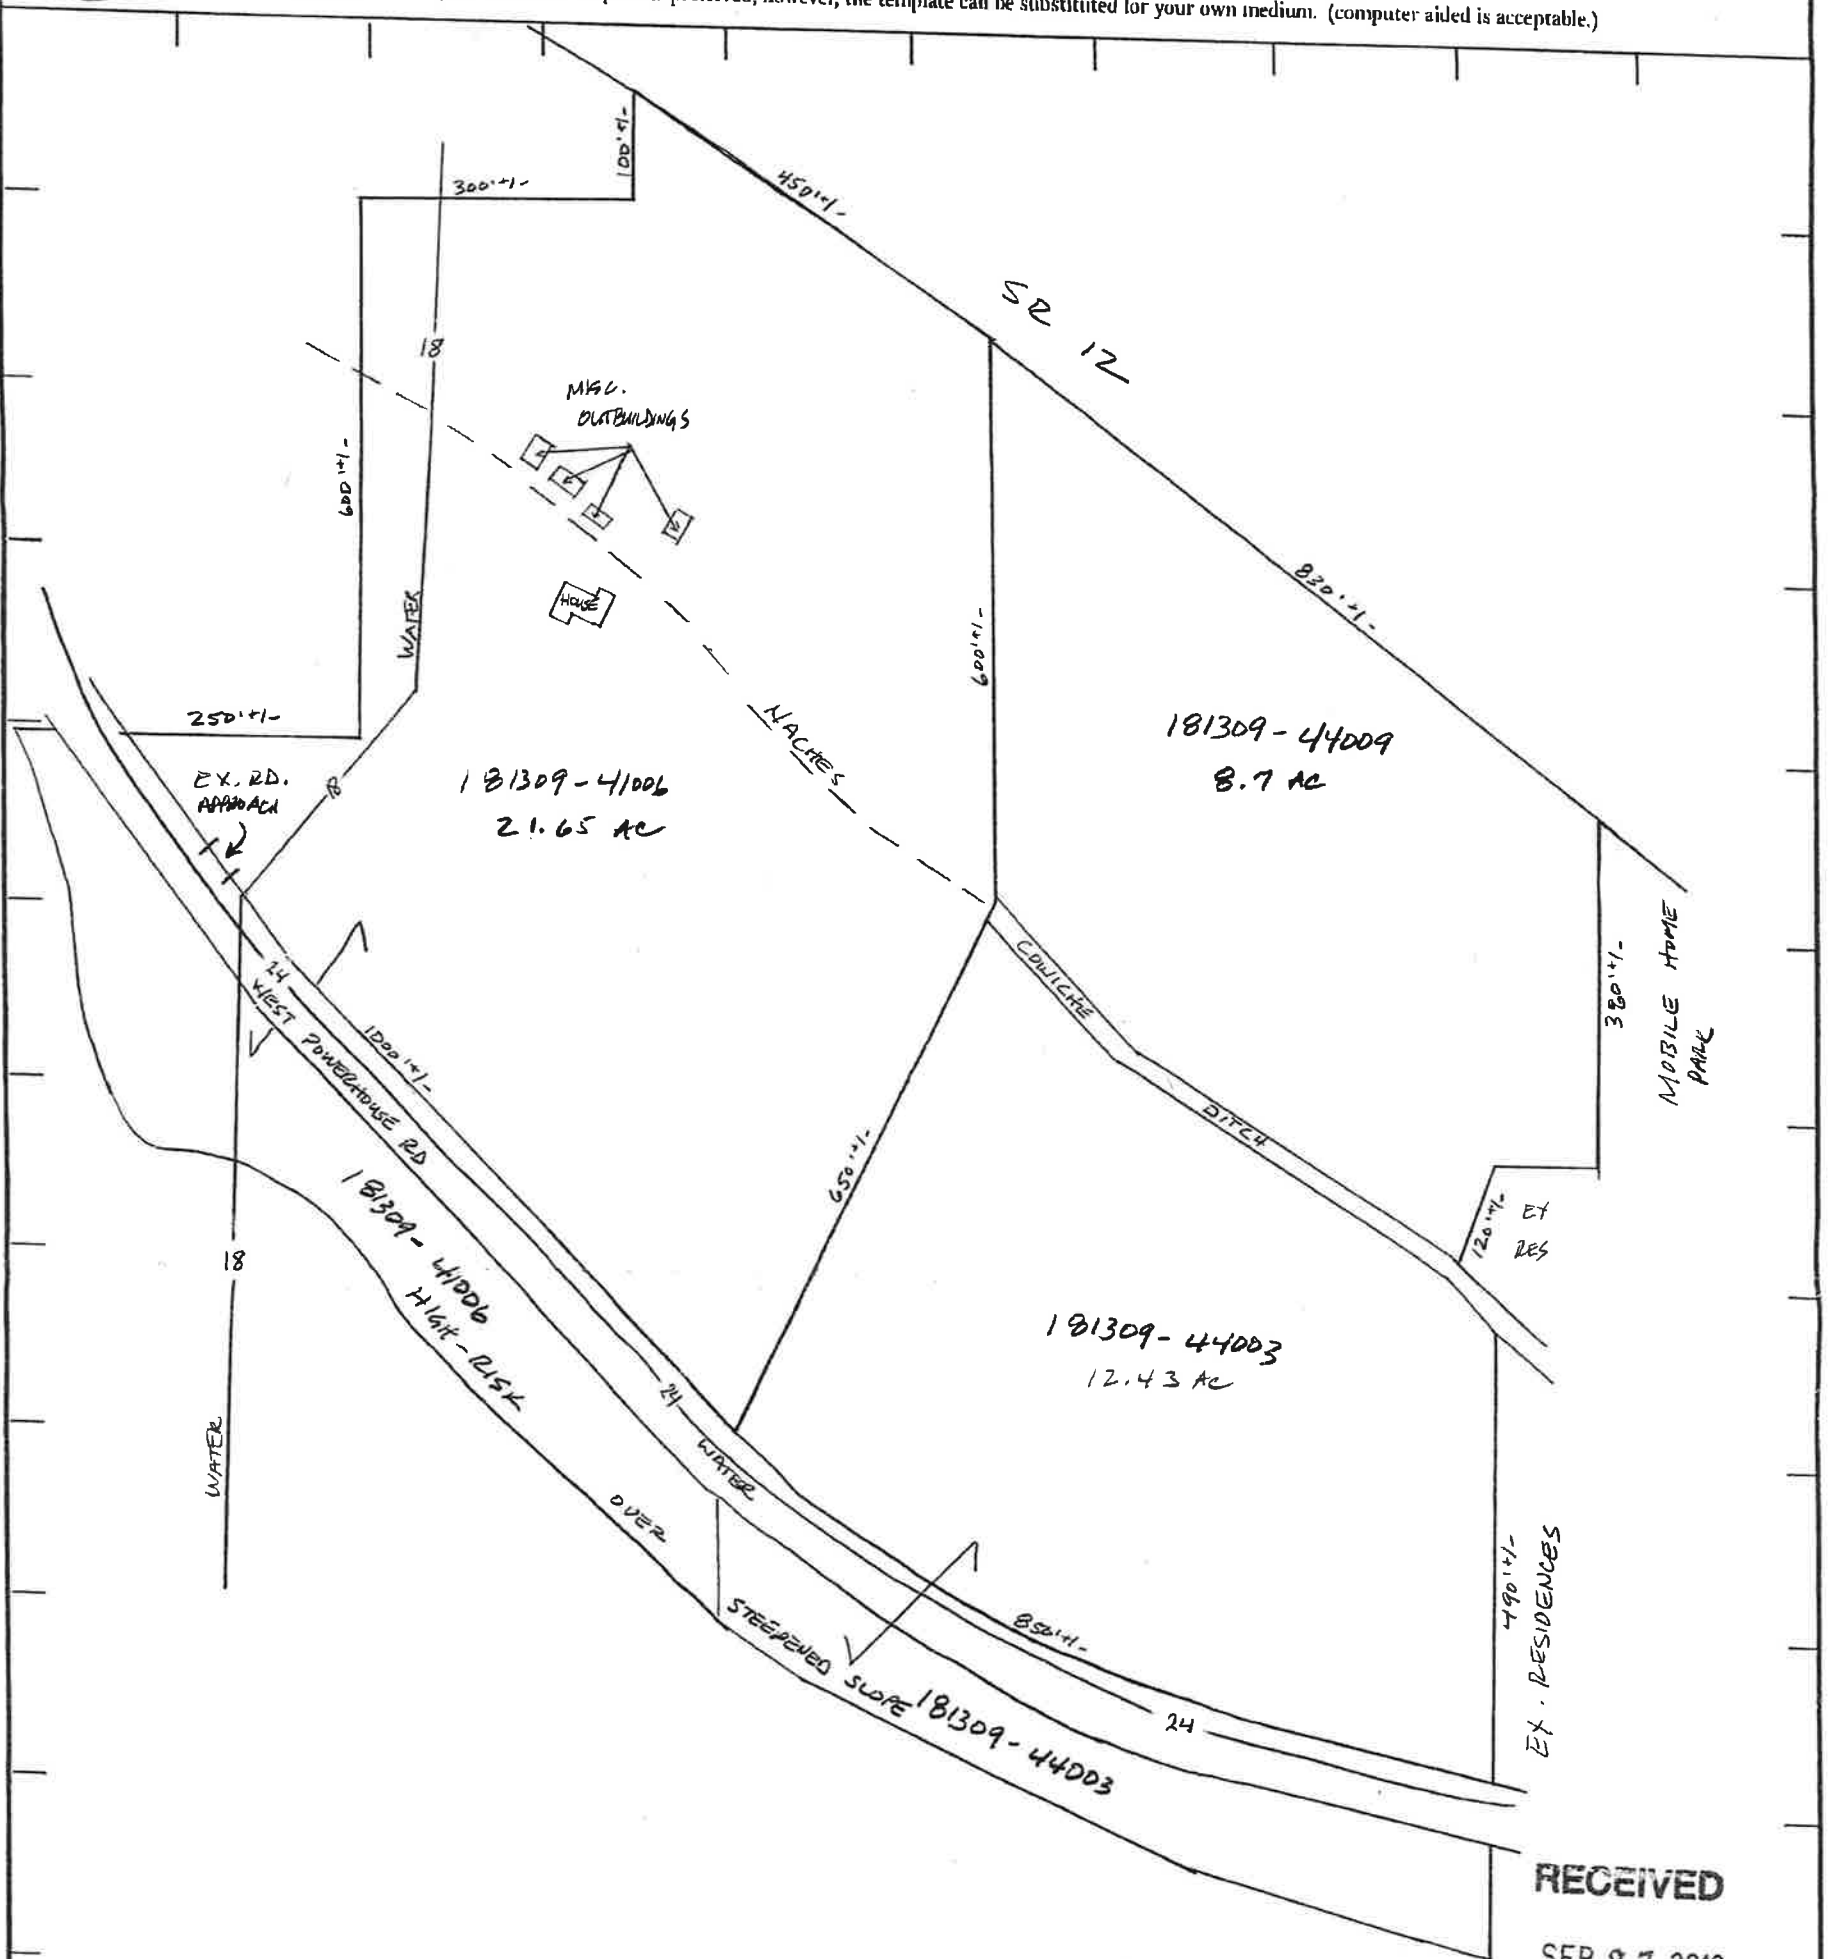 the template can be substituted for your own medium. (computer aided is acceptable.)
100'+/-
300'+/-
450'+/-
SR 12
18
MISC.
OUTBUILDINGS
600'+/-
HOUSE
WATER
600'+/-
830'+/-
250'+/-
NACHES
181309-44009
8.7 AC
EX. RD.
APPROACH
8
181309-41006
21.65 AC
COWICHE
380'+/-
MOBILE HOME
PARK
24
WEST POWERHOUSE RD
1000'+/-
DITCH
650'+/-
120'+/-
EX
RES
181309-41006
HIGH-RISK
18
181309-44003
12.43 AC
24
WATER
WATER
OVER
STEEPENED SLOPE
850'+/-
490'+/-
EX. RESIDENCES
181309-44003
24
RECEIVED